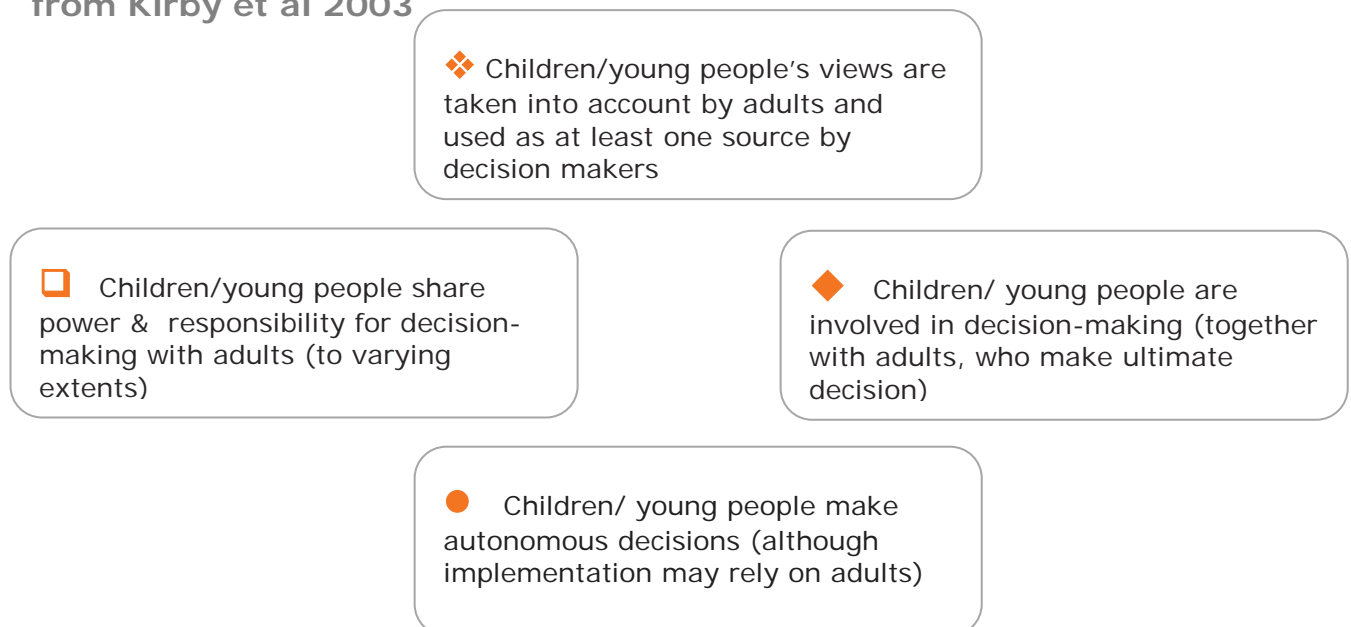 from Kirby et al 2003
❖ Children/young people's views are
taken into account by adults and
used as at least one source by
decision makers
❑ Children/young people share
power & responsibility for decision-
making with adults (to varying
extents)
◆ Children/ young people are
involved in decision-making (together
with adults, who make ultimate
decision)
● Children/ young people make
autonomous decisions (although
implementation may rely on adults)